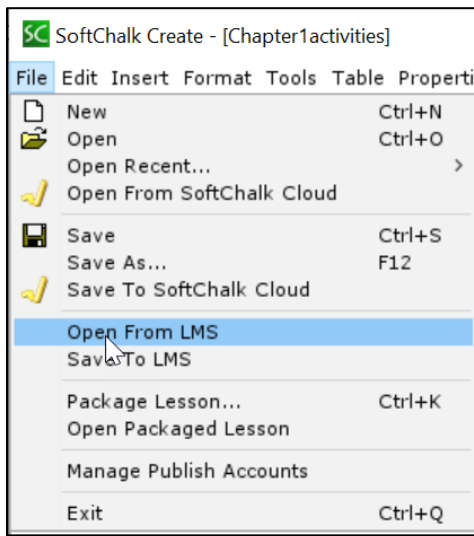 SC SoftChalk Create - [Chapter1activities]
File Edit Insert Format Tools Table Properti
New Ctrl+N
Open Ctrl+O
Open Recent... >
Open From SoftChalk Cloud
Save Ctrl+S
Save As... F12
Save To SoftChalk Cloud
Open From LMS
Save To LMS
Package Lesson... Ctrl+K
Open Packaged Lesson
Manage Publish Accounts
Exit Ctrl+Q